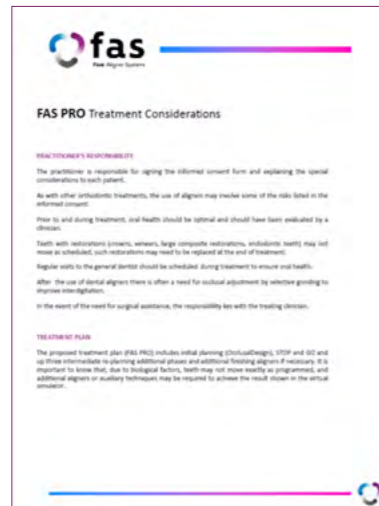 fas
Five Aligner System
FAS PRO Treatment Considerations
PRACTITIONER'S RESPONSIBILITY
The practitioner is responsible for signing the informed consent form and explaining the special
considerations to each patient.
As with other orthodontic treatments, the use of aligners may involve some of the risks listed in the
informed consent.
Prior to and during treatment, oral health should be optimal and should have been evaluated by a
clinician.
Teeth with restorations (crowns, veneers, large composite restorations, endodontic teeth) may not
move as scheduled, such restorations may need to be replaced at the end of treatment.
Regular visits to the general dentist should be scheduled during treatment to ensure oral health.
After the use of dental aligners there is often a need for occlusal adjustment by selective grinding to
improve interdigitation.
In the event of the need for surgical assistance, the responsibility lies with the treating clinician.
TREATMENT PLAN
The proposed treatment plan (FAS PRO) includes initial planning (OcclusalDesign), STOP and GO and
up three intermediate re-planning additional phases and additional finishing aligners if necessary. It is
important to know that, due to biological factors, teeth may not move exactly as programmed, and
additional aligners or auxiliary techniques may be required to achieve the result shown in the virtual
simulator.